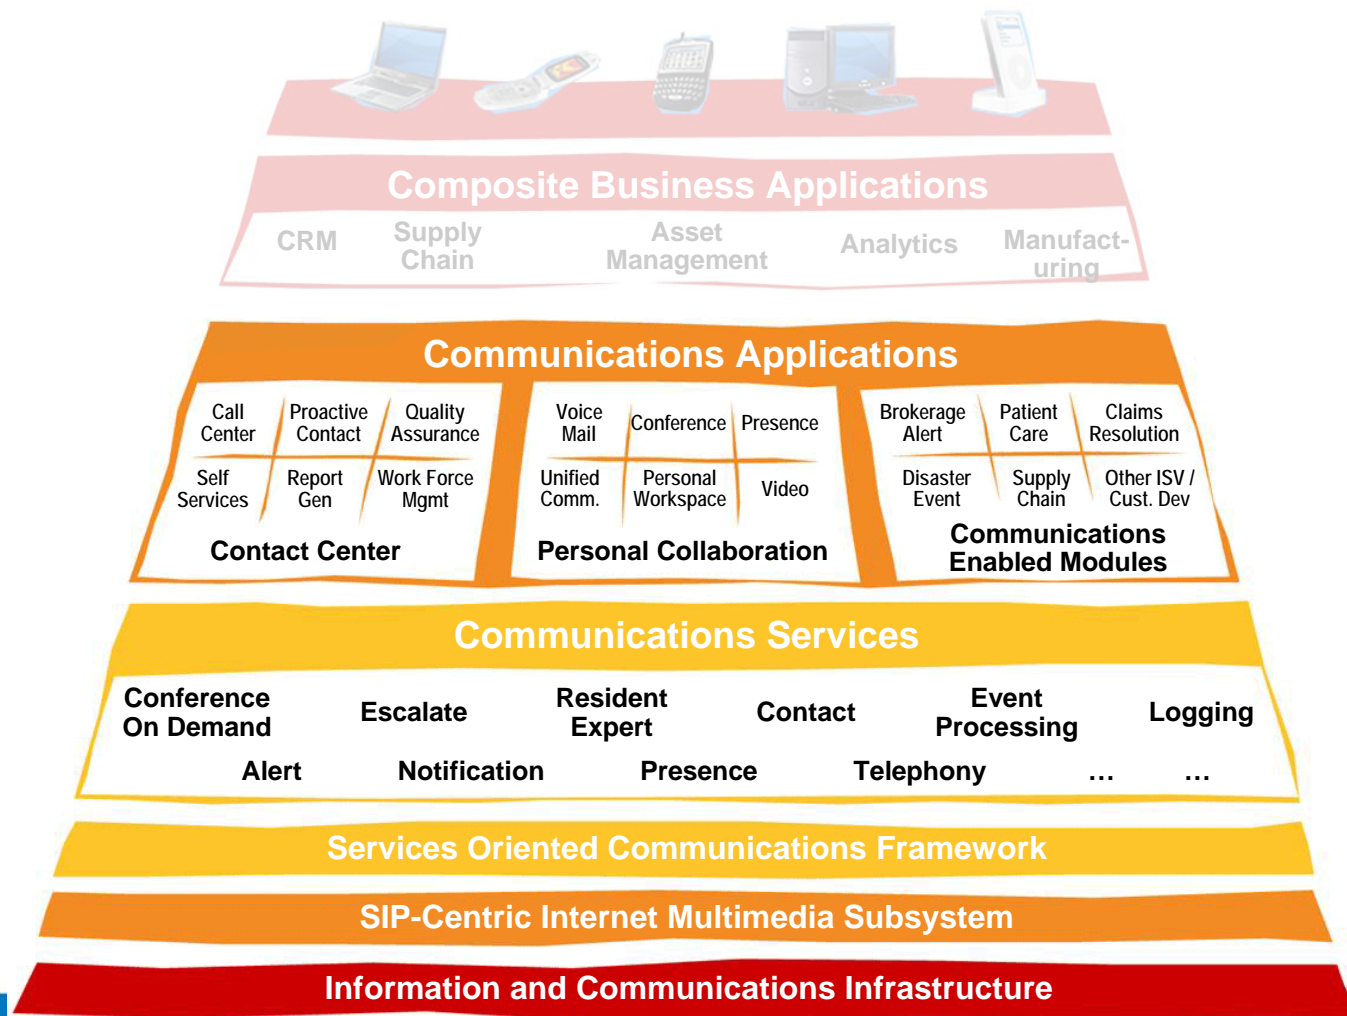 Composite Business Applications
CRM
Supply
Chain
Asset
Management
Analytics
Manufact-
uring
Communications Applications
Call
Center
Proactive
Contact
Quality
Assurance
Self
Services
Report
Gen
Work Force
Mgmt
Contact Center
Voice
Mail
Conference
Presence
Unified
Comm.
Personal
Workspace
Video
Personal Collaboration
Brokerage
Alert
Patient
Care
Claims
Resolution
Disaster
Event
Supply
Chain
Other ISV /
Cust. Dev
Communications
Enabled Modules
Communications Services
Conference
On Demand
Escalate
Resident
Expert
Contact
Event
Processing
Logging
Alert
Notification
Presence
Telephony
…
…
Services Oriented Communications Framework
SIP-Centric Internet Multimedia Subsystem
Information and Communications Infrastructure